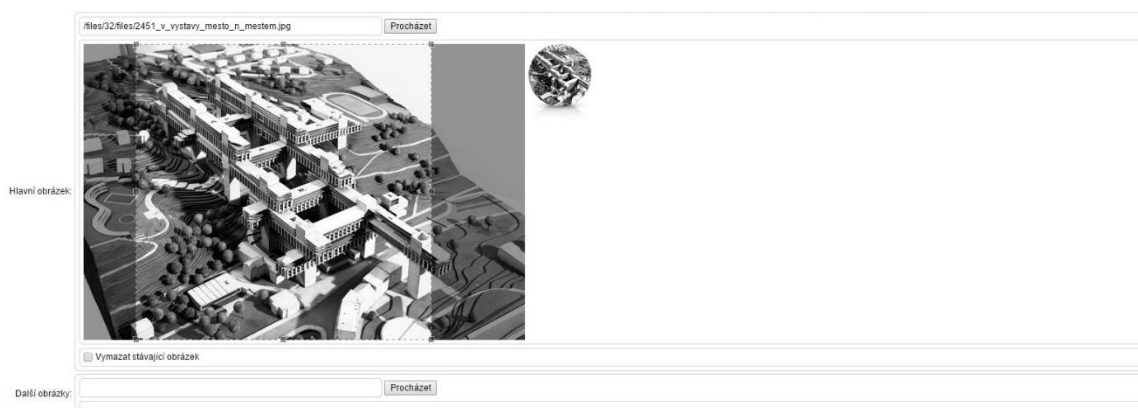 /files/32/files/2451_v_vystavy_mesto_n_mestem.jpg Procházet
Hlavní obrázek:
Vymazat stávající obrázek
Další obrázky: Procházet